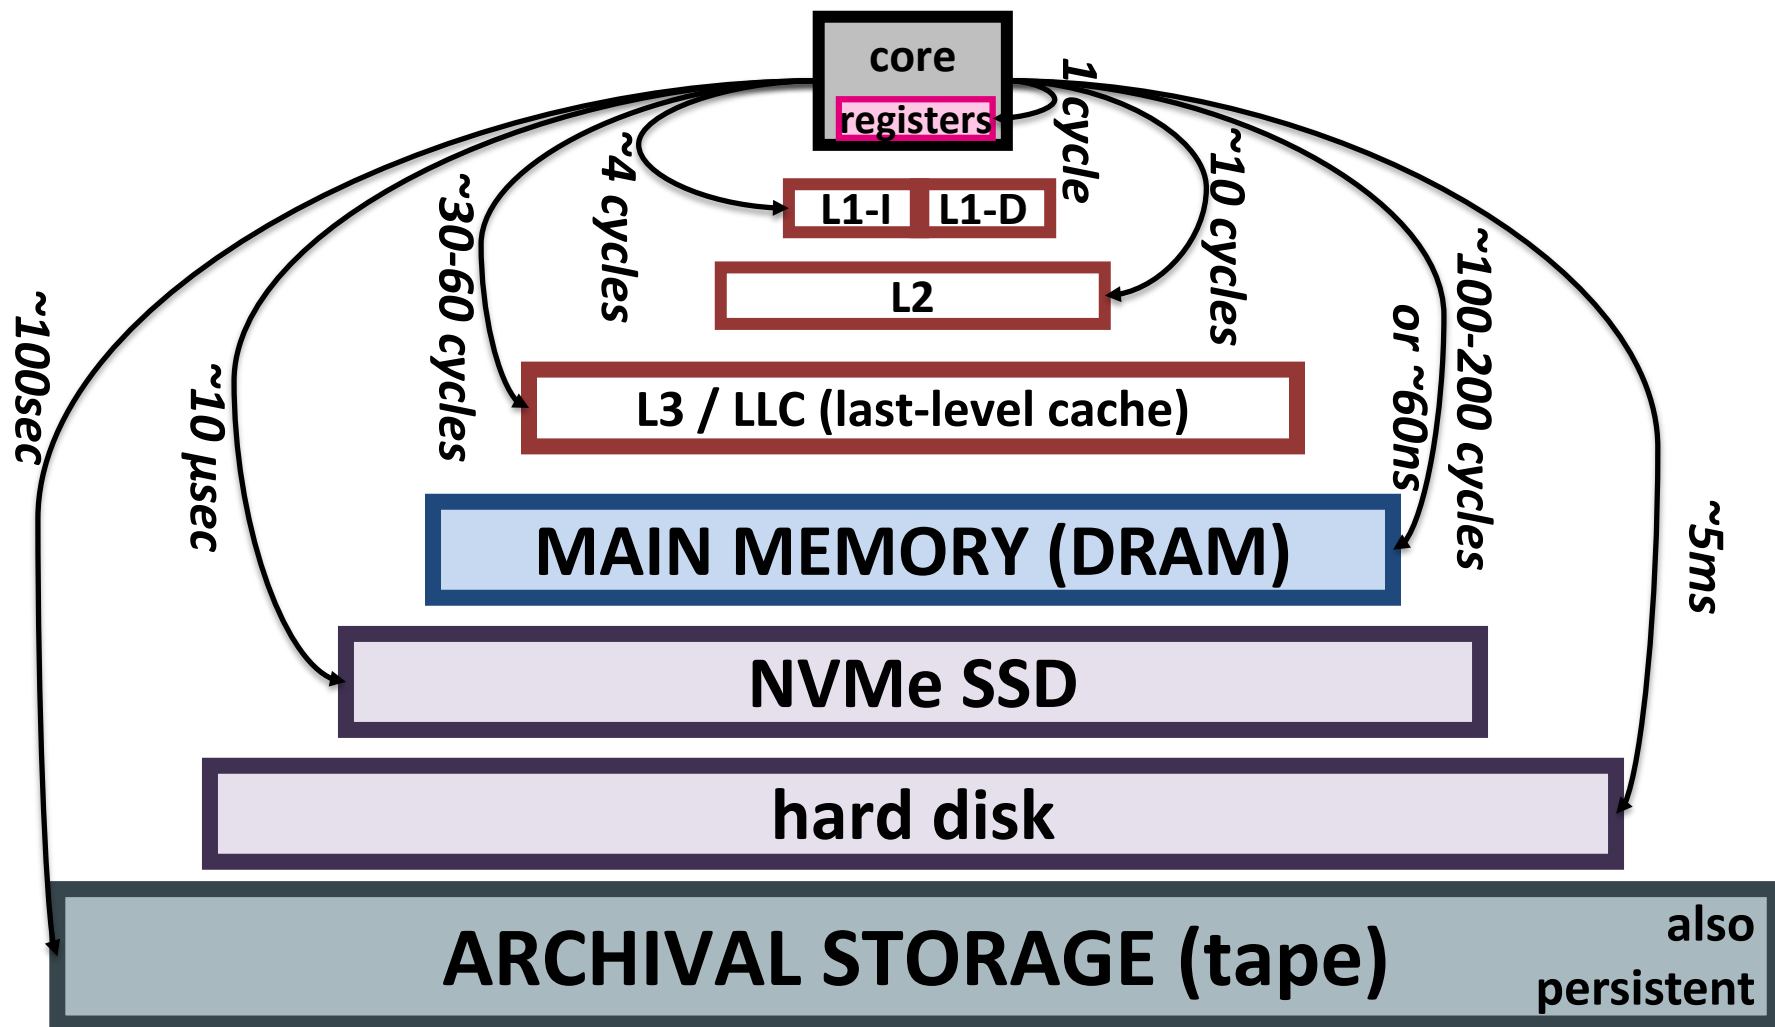 core
registers
1 cycle
~4 cycles
~10 cycles
~30-60 cycles
~100-200 cycles
or ~60ns
~10 µsec
~5ms
~100sec
L1-I
L1-D
L2
L3 / LLC (last-level cache)
MAIN MEMORY (DRAM)
NVMe SSD
hard disk
ARCHIVAL STORAGE (tape)
also
persistent